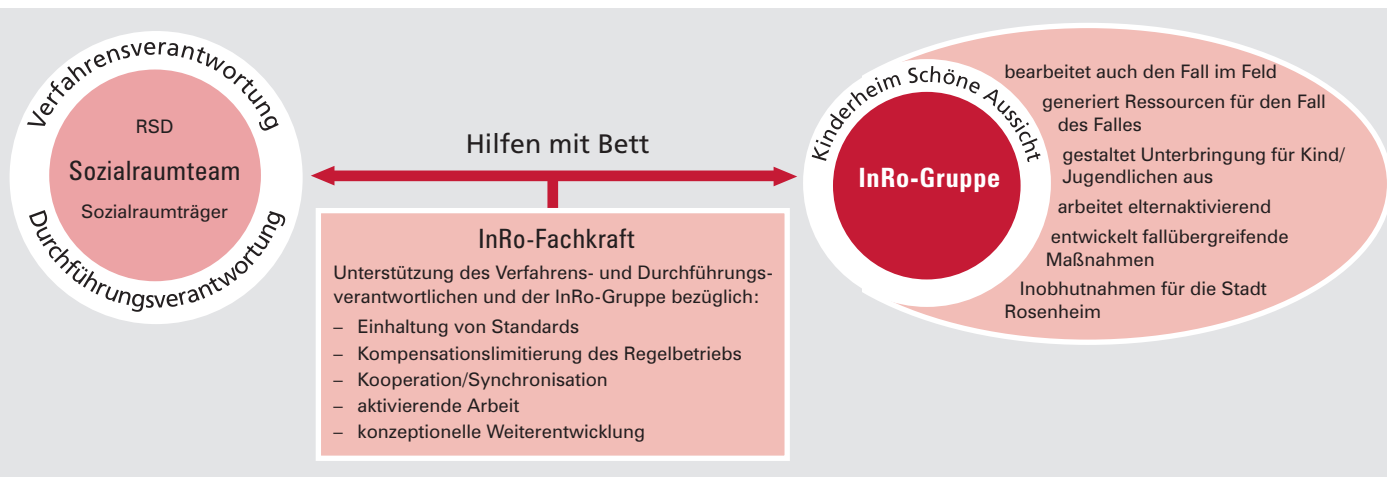 Verfahrensverantwortung
RSD
Sozialraumteam
Sozialraumträger
Durchführungsverantwortung
Hilfen mit Bett
InRo-Fachkraft
Unterstützung des Verfahrens- und Durchführungs-
verantwortlichen und der InRo-Gruppe bezüglich:
– Einhaltung von Standards
– Kompensationslimitierung des Regelbetriebs
– Kooperation/Synchronisation
– aktivierende Arbeit
– konzeptionelle Weiterentwicklung
Kinderheim Schöne Aussicht
InRo-Gruppe
bearbeitet auch den Fall im Feld
generiert Ressourcen für den Fall
des Falles
gestaltet Unterbringung für Kind/
Jugendlichen aus
arbeitet elternaktivierend
entwickelt fallübergreifende
Maßnahmen
Inobhutnahmen für die Stadt
Rosenheim